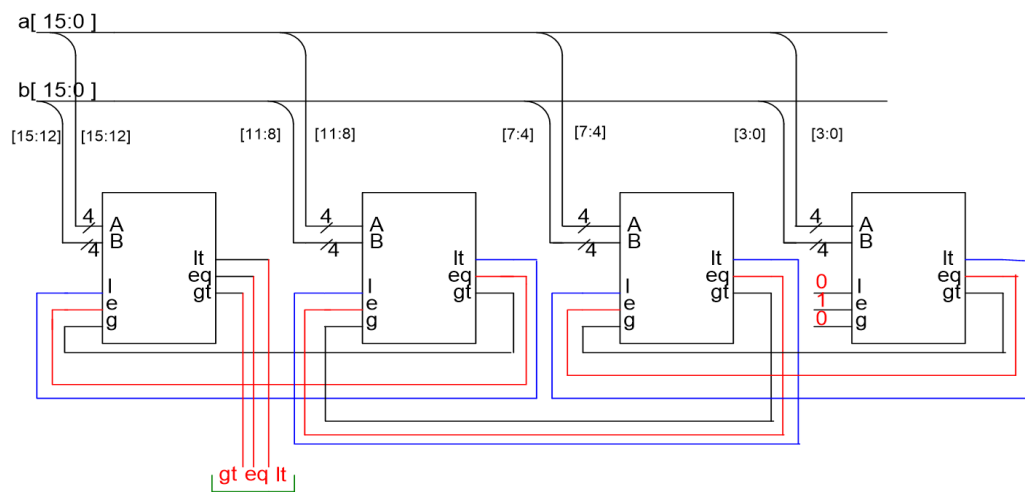 a[ 15:0 ]
b[ 15:0 ]
[15:12] [15:12] [11:8] [11:8] [7:4] [7:4] [3:0] [3:0]
4 A 4 A 4 A 4 A
4 B 4 B 4 B 4 B
lt lt lt lt
eq eq eq eq
gt gt gt gt
l l l 0 l
e e e 1 e
g g g 0 g
gt eq lt